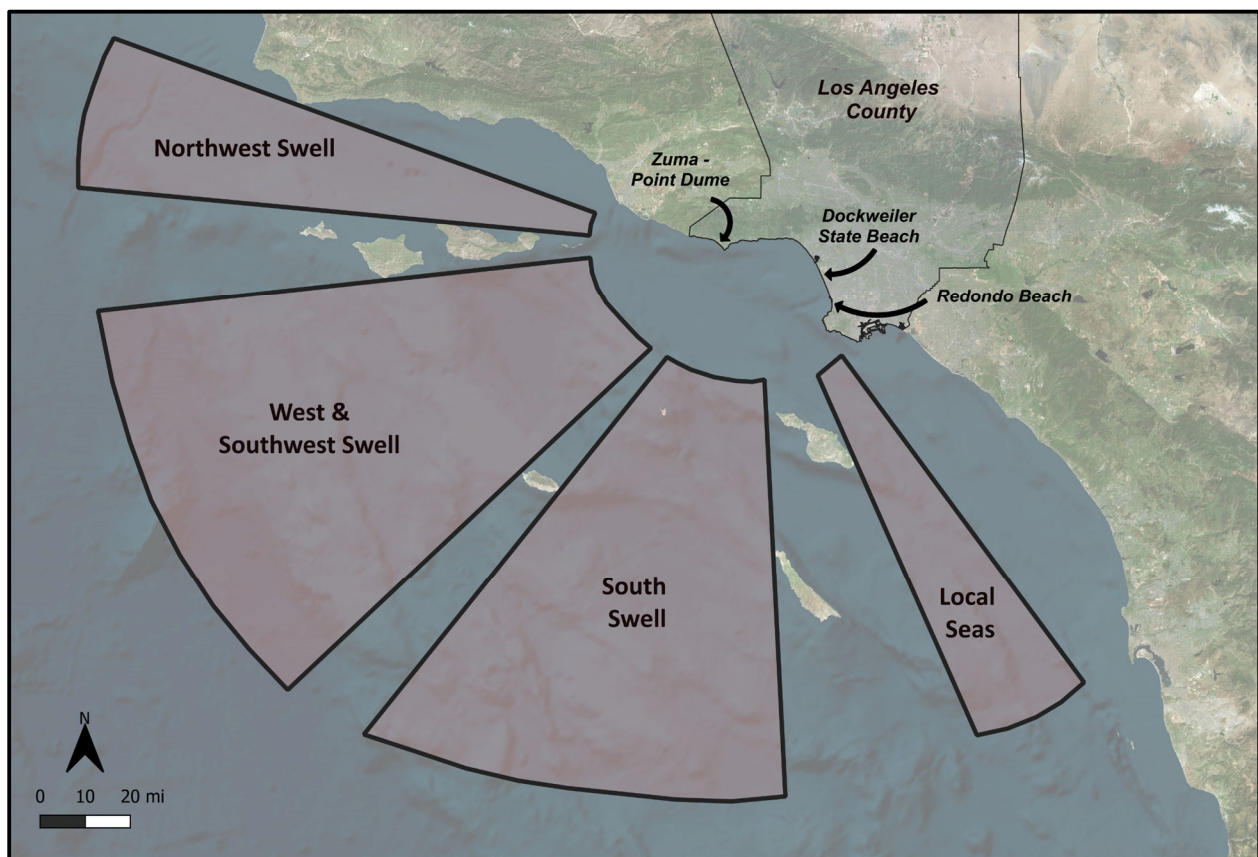 Los Angeles
County
Northwest Swell
Zuma -
Point Dume
Dockweiler
State Beach
Redondo Beach
West &
Southwest Swell
South
Swell
Local
Seas
N
0 10 20 mi